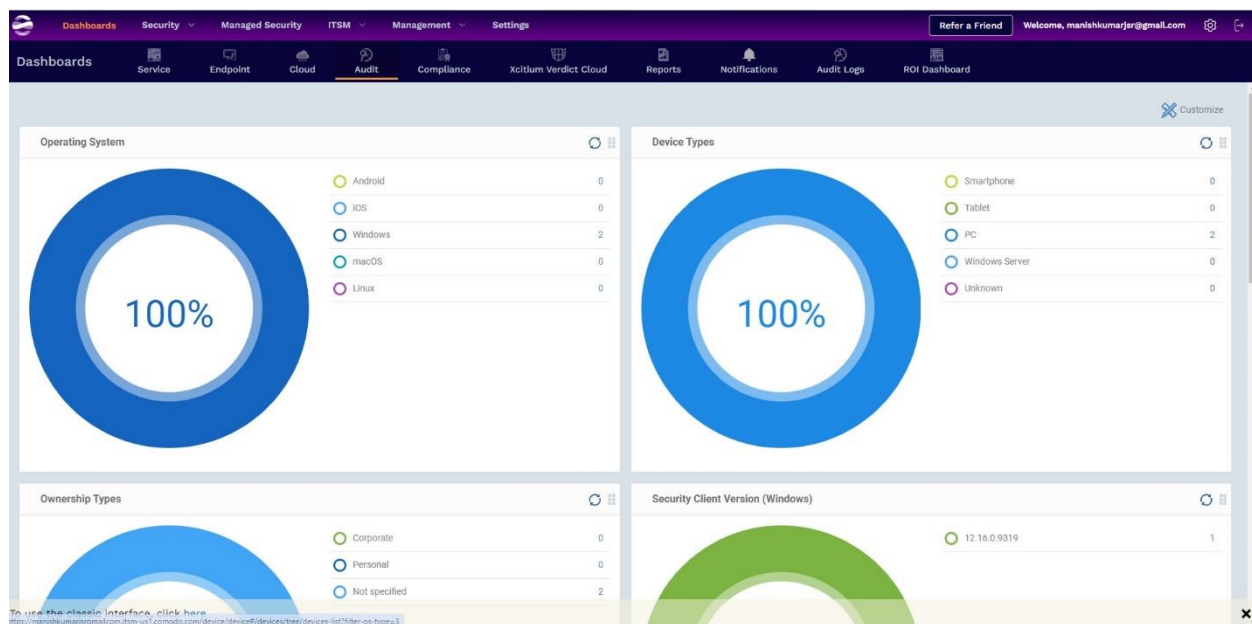 Dashboards Security Managed Security ITSM Management Settings Refer a Friend Welcome, manishkumarjsr@gmail.com
Dashboards Service Endpoint Cloud Audit Compliance Xcitium Verdict Cloud Reports Notifications Audit Logs ROI Dashboard
Customize
Operating System
100%
Android 0
iOS 0
Windows 2
macOS 0
Linux 0
Device Types
100%
Smartphone 0
Tablet 0
PC 2
Windows Server 0
Unknown 0
Ownership Types
Corporate 0
Personal 0
Not specified 2
Security Client Version (Windows)
12.16.0.9319 1
To use the classic interface, click here